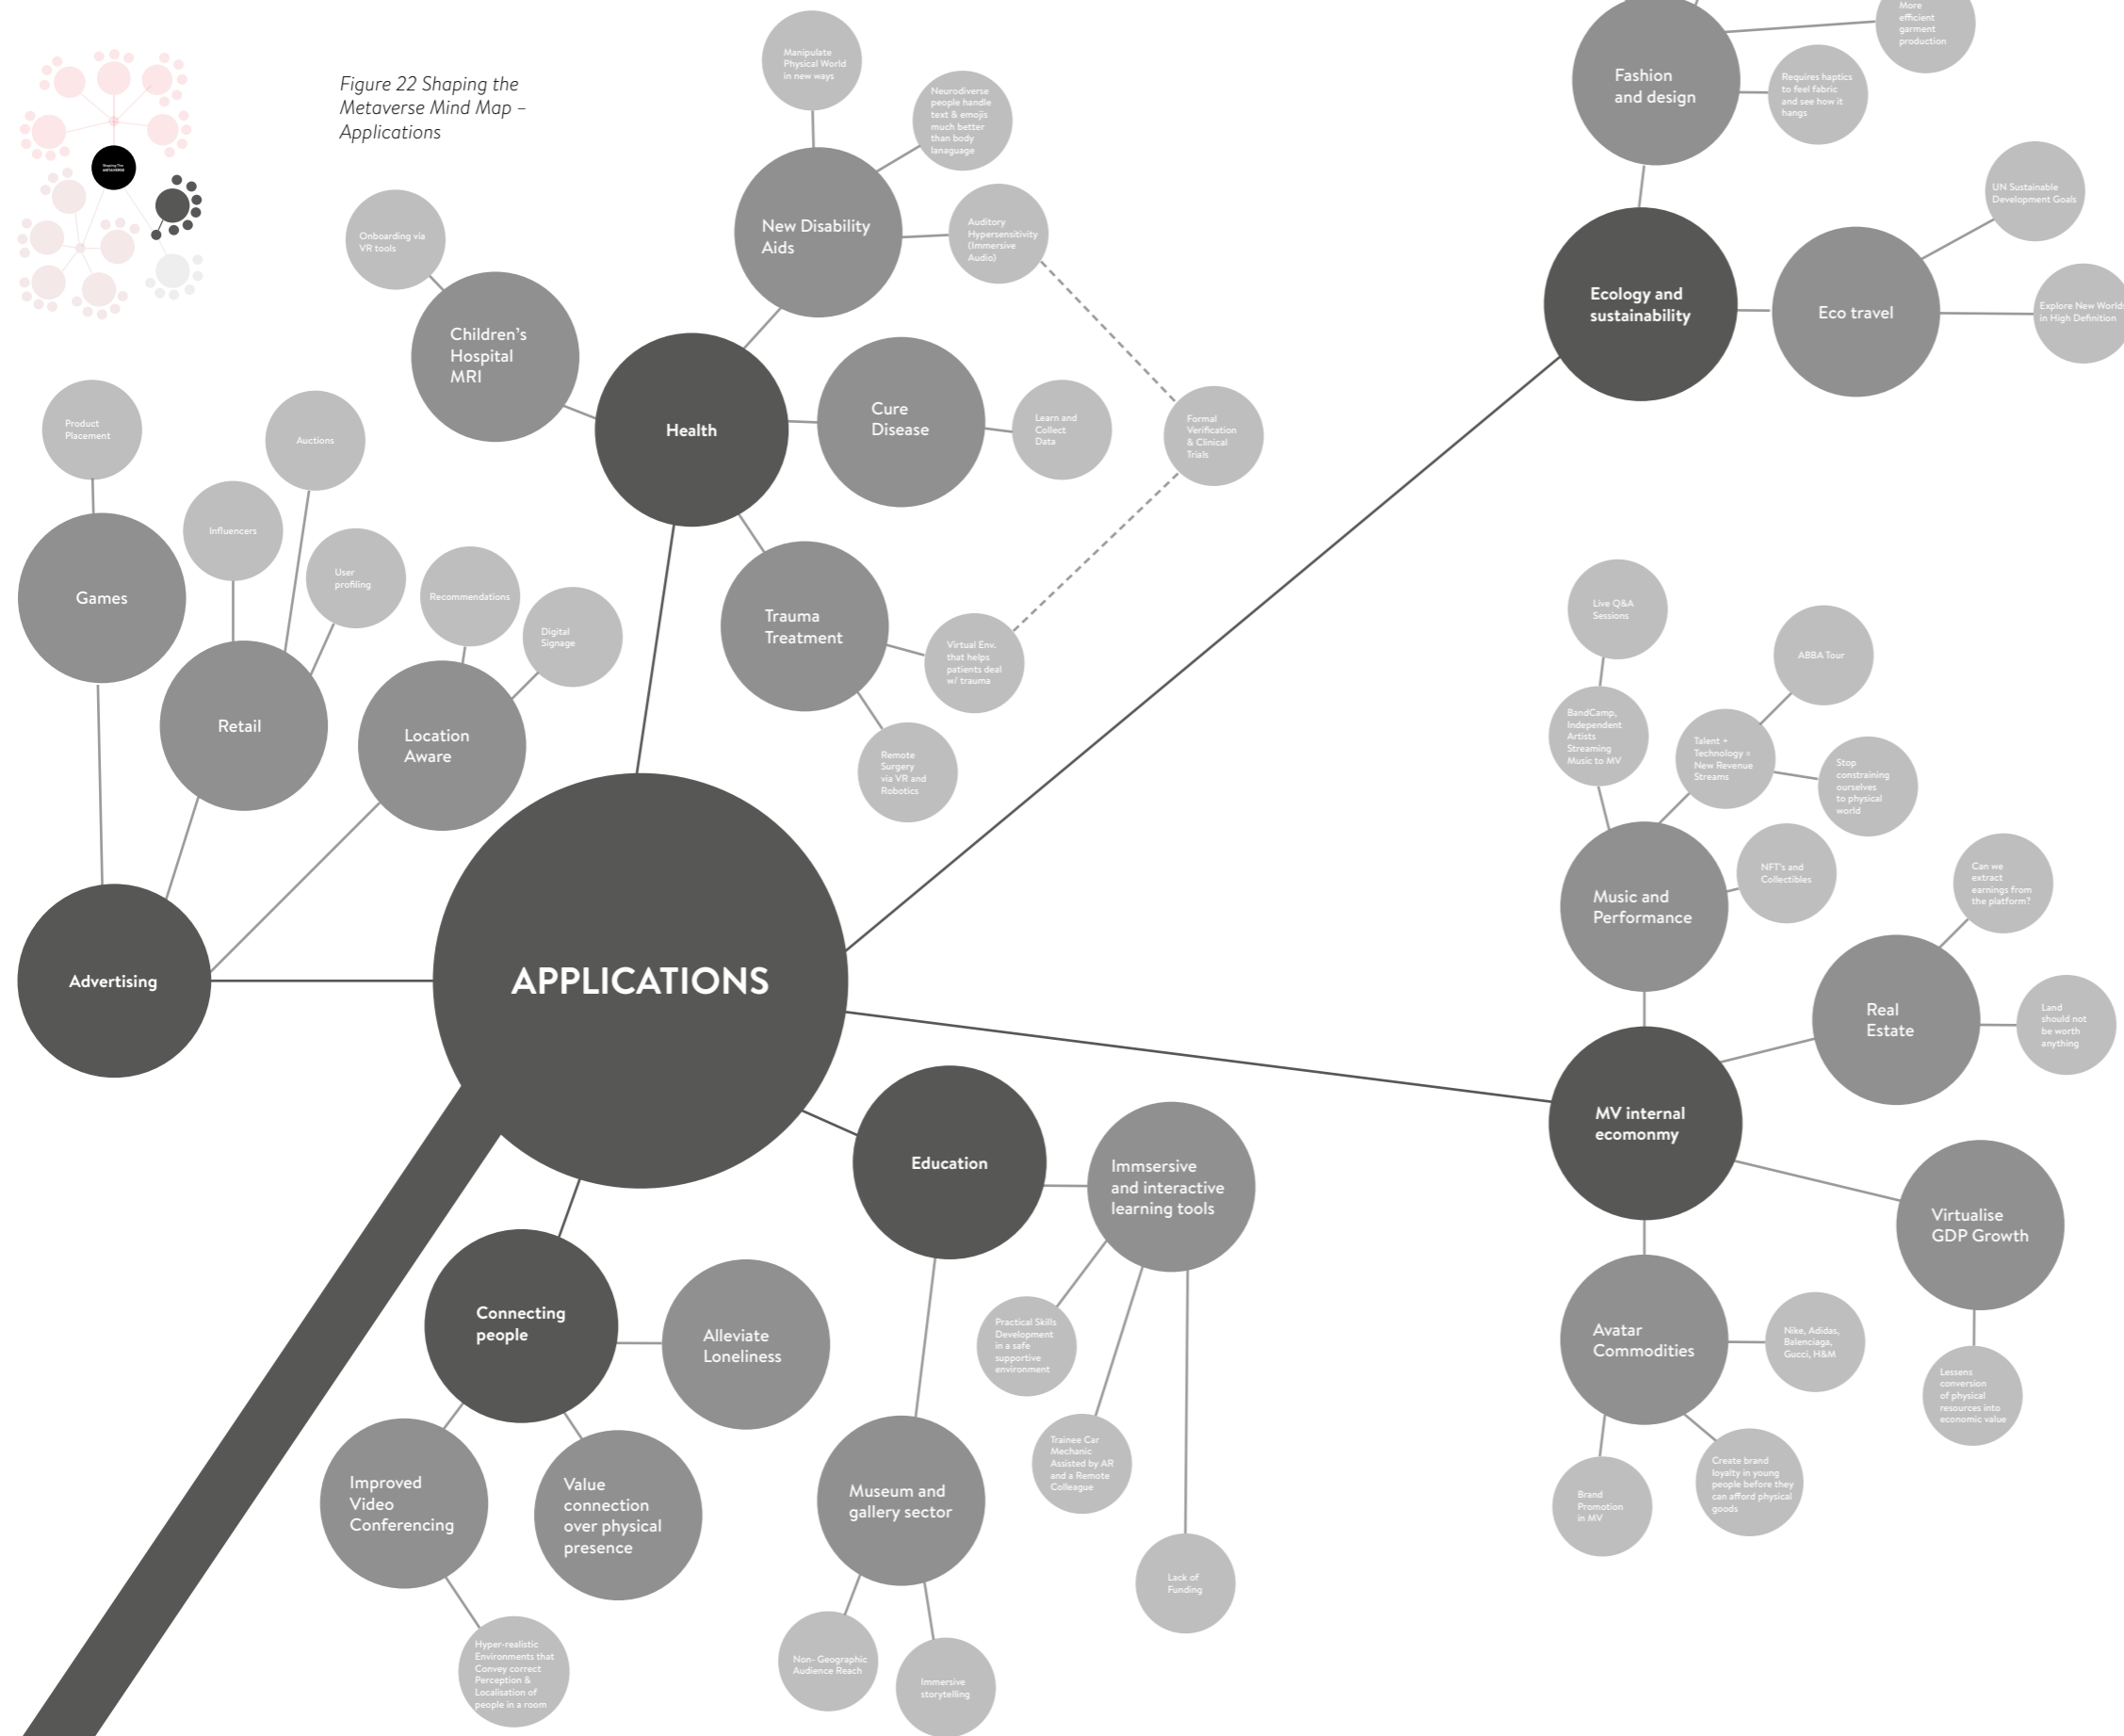 Figure 22 Shaping the
Metaverse Mind Map –
Applications
Manipulate
Physical World
in new ways
Neurodiverse
people handle
text & emojis
much better
than body
lanaguage
New Disability
Aids
Auditory
Hypersensitivity
(Immersive
Audio)
Onboarding via
VR tools
Children's
Hospital
MRI
Health
Cure
Disease
Learn and
Collect
Data
Formal
Verification
& Clinical
Trials
Trauma
Treatment
Virtual Env.
that helps
patients deal
w/ trauma
Remote
Surgery
via VR and
Robotics
Product
Placement
Auctions
Influencers
User
profiling
Games
Recommendations
Digital
Signage
Retail
Location
Aware
Advertising
APPLICATIONS
More
efficient
garment
production
Fashion
and design
Requires haptics
to feel fabric
and see how it
hangs
UN Sustainable
Development Goals
Ecology and
sustainability
Eco travel
Explore New Worlds
in High Definition
Live Q&A
Sessions
ABBA Tour
BandCamp,
Independent
Artists
Streaming
Music to MV
Talent +
Technology =
New Revenue
Streams
Stop
constraining
ourselves
to physical
world
NFT's and
Collectibles
Music and
Performance
Can we
extract
earnings from
the platform?
Real
Estate
Land
should not
be worth
anything
MV internal
ecomonmy
Virtualise
GDP Growth
Avatar
Commodities
Nike, Adidas,
Balenciaga,
Gucci, H&M
Lessens
conversion
of physical
resources into
economic value
Brand
Promotion
in MV
Create brand
loyalty in young
people before they
can afford physical
goods
Education
Immsersive
and interactive
learning tools
Practical Skills
Development
in a safe
supportive
environment
Trainee Car
Mechanic
Assisted by AR
and a Remote
Colleague
Lack of
Funding
Museum and
gallery sector
Non- Geographic
Audience Reach
Immersive
storytelling
Connecting
people
Alleviate
Loneliness
Improved
Video
Conferencing
Value
connection
over physical
presence
Hyper-realistic
Environments that
Convey correct
Perception &
Localisation of
people in a room
Shaping The
METAVERSE